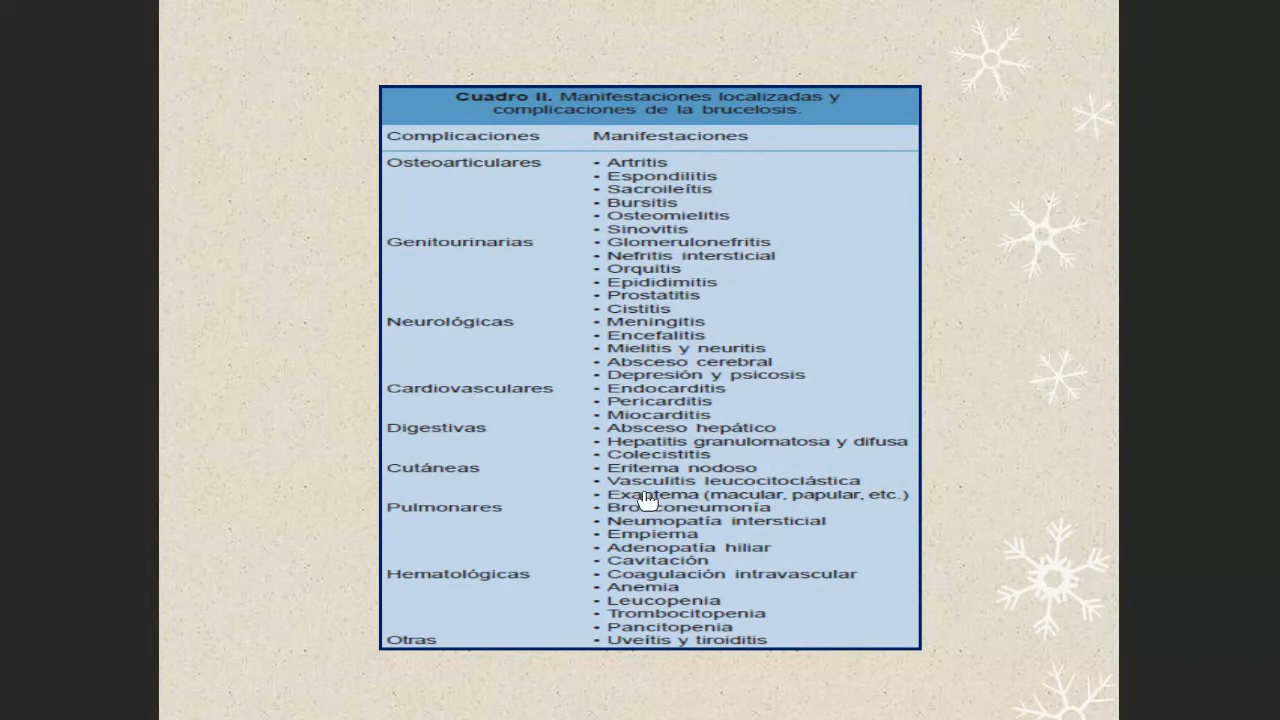 Cuadro II. Manifestaciones localizadas y
complicaciones de la brucelosis.
Complicaciones Manifestaciones
Osteoarticulares • Artritis
• Espondilitis
• Sacroileítis
• Bursitis
• Osteomielitis
• Sinovitis
Genitourinarias • Glomerulonefritis
• Nefritis intersticial
• Orquitis
• Epididimitis
• Prostatitis
• Cistitis
Neurológicas • Meningitis
• Encefalitis
• Mielitis y neuritis
• Absceso cerebral
• Depresión y psicosis
Cardiovasculares • Endocarditis
• Pericarditis
• Miocarditis
Digestivas • Absceso hepático
• Hepatitis granulomatosa y difusa
• Colecistitis
Cutáneas • Eritema nodoso
• Vasculitis leucocitoclástica
• Exantema (macular, papular, etc.)
Pulmonares • Bronconeumonía
• Neumopatía intersticial
• Empiema
• Adenopatía hiliar
• Cavitación
Hematológicas • Coagulación intravascular
• Anemia
• Leucopenia
• Trombocitopenia
• Pancitopenia
Otras • Uveítis y tiroiditis